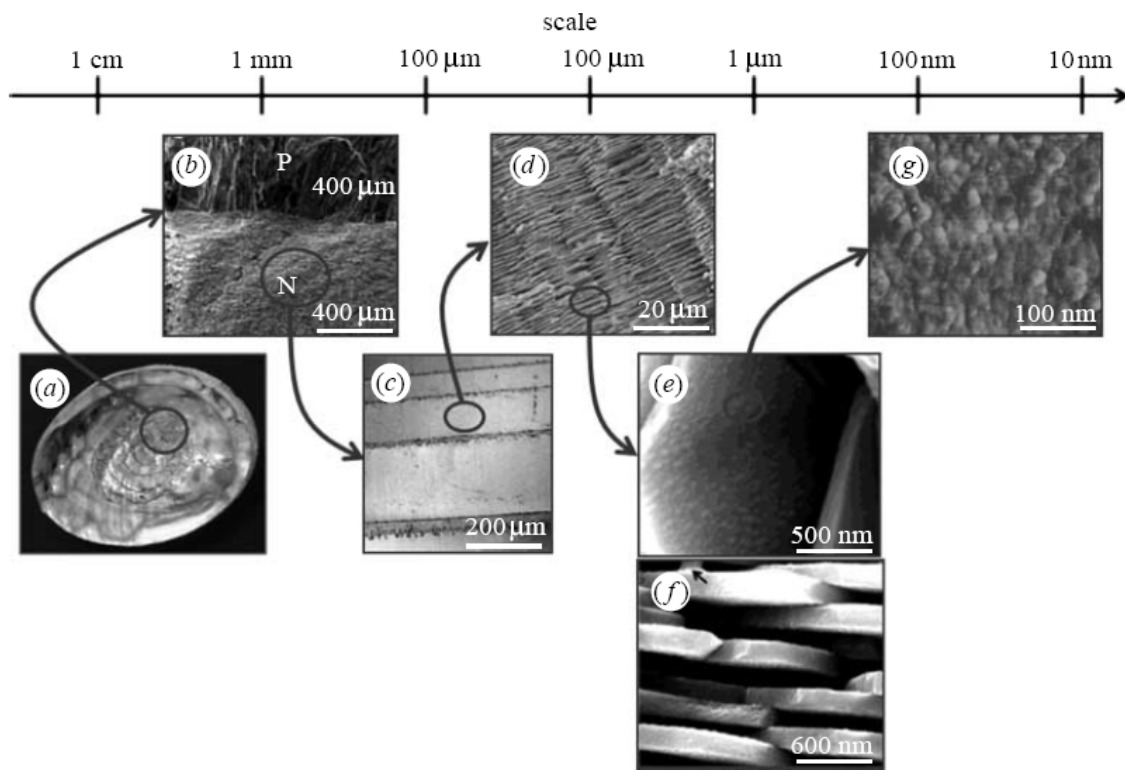 scale
1 cm 1 mm 100 μm 100 μm 1 μm 100 nm 10 nm
(b) P 400 μm
N 400 μm
(d) 20 μm
(g) 100 nm
(a)
(c) 200 μm
(e) 500 nm
(f) 600 nm